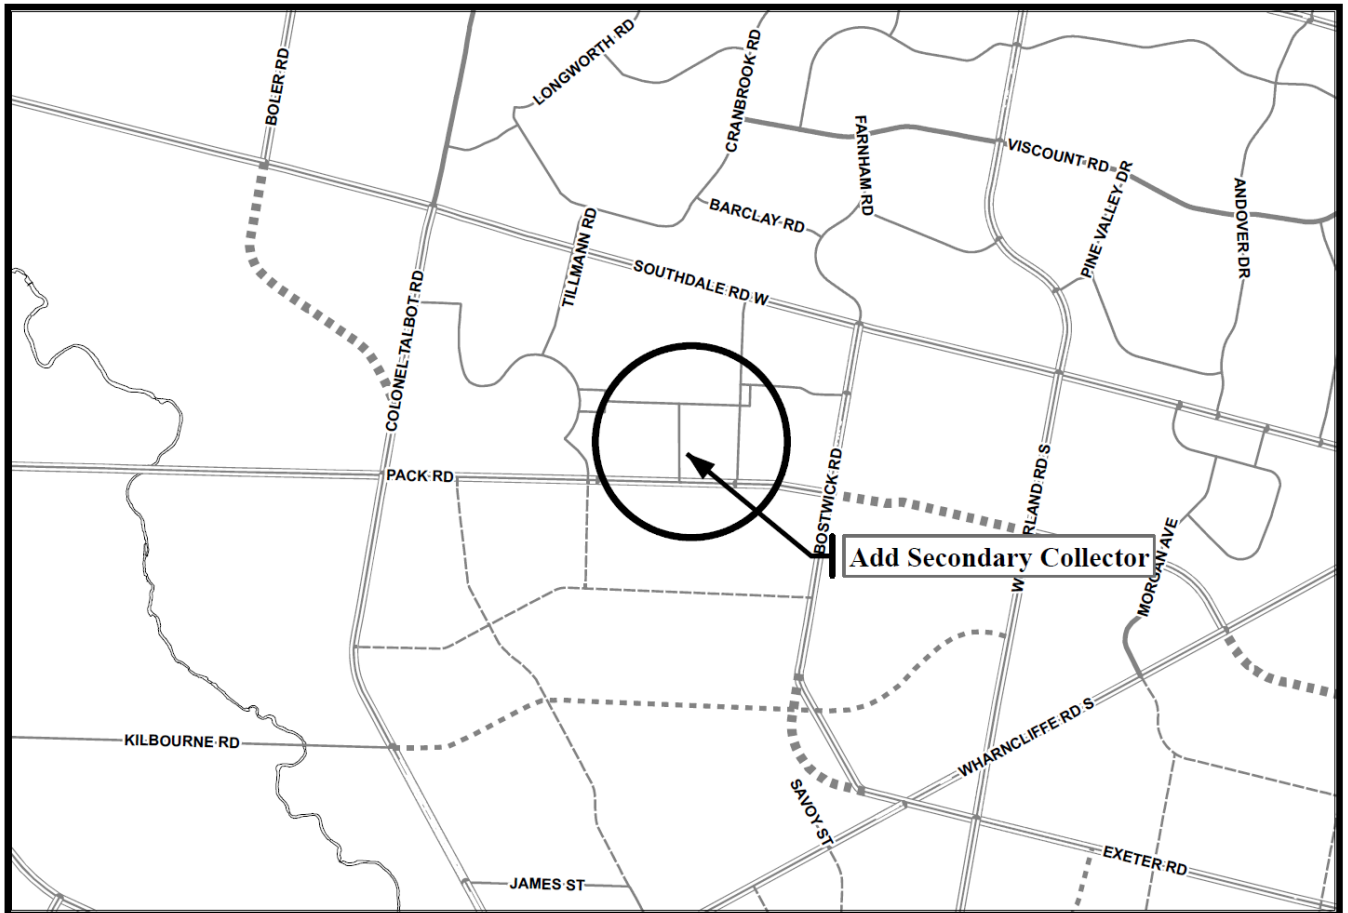 BOLER RD
LONGWORTH RD
CRANBROOK RD
FARNHAM RD
VISCOUNT RD
PINE VALLEY DR
ANDOVER DR
BARCLAY RD
TILLMANN RD
SOUTHDALE RD W
COLONEL TALBOT RD
PACK RD
BOSTWICK RD
RLAND RD S
W
Add Secondary Collector
MORGAN AVE
KILBOURNE RD
WHARNCLIFFE RD S
SAVOY ST
EXETER RD
JAMES ST